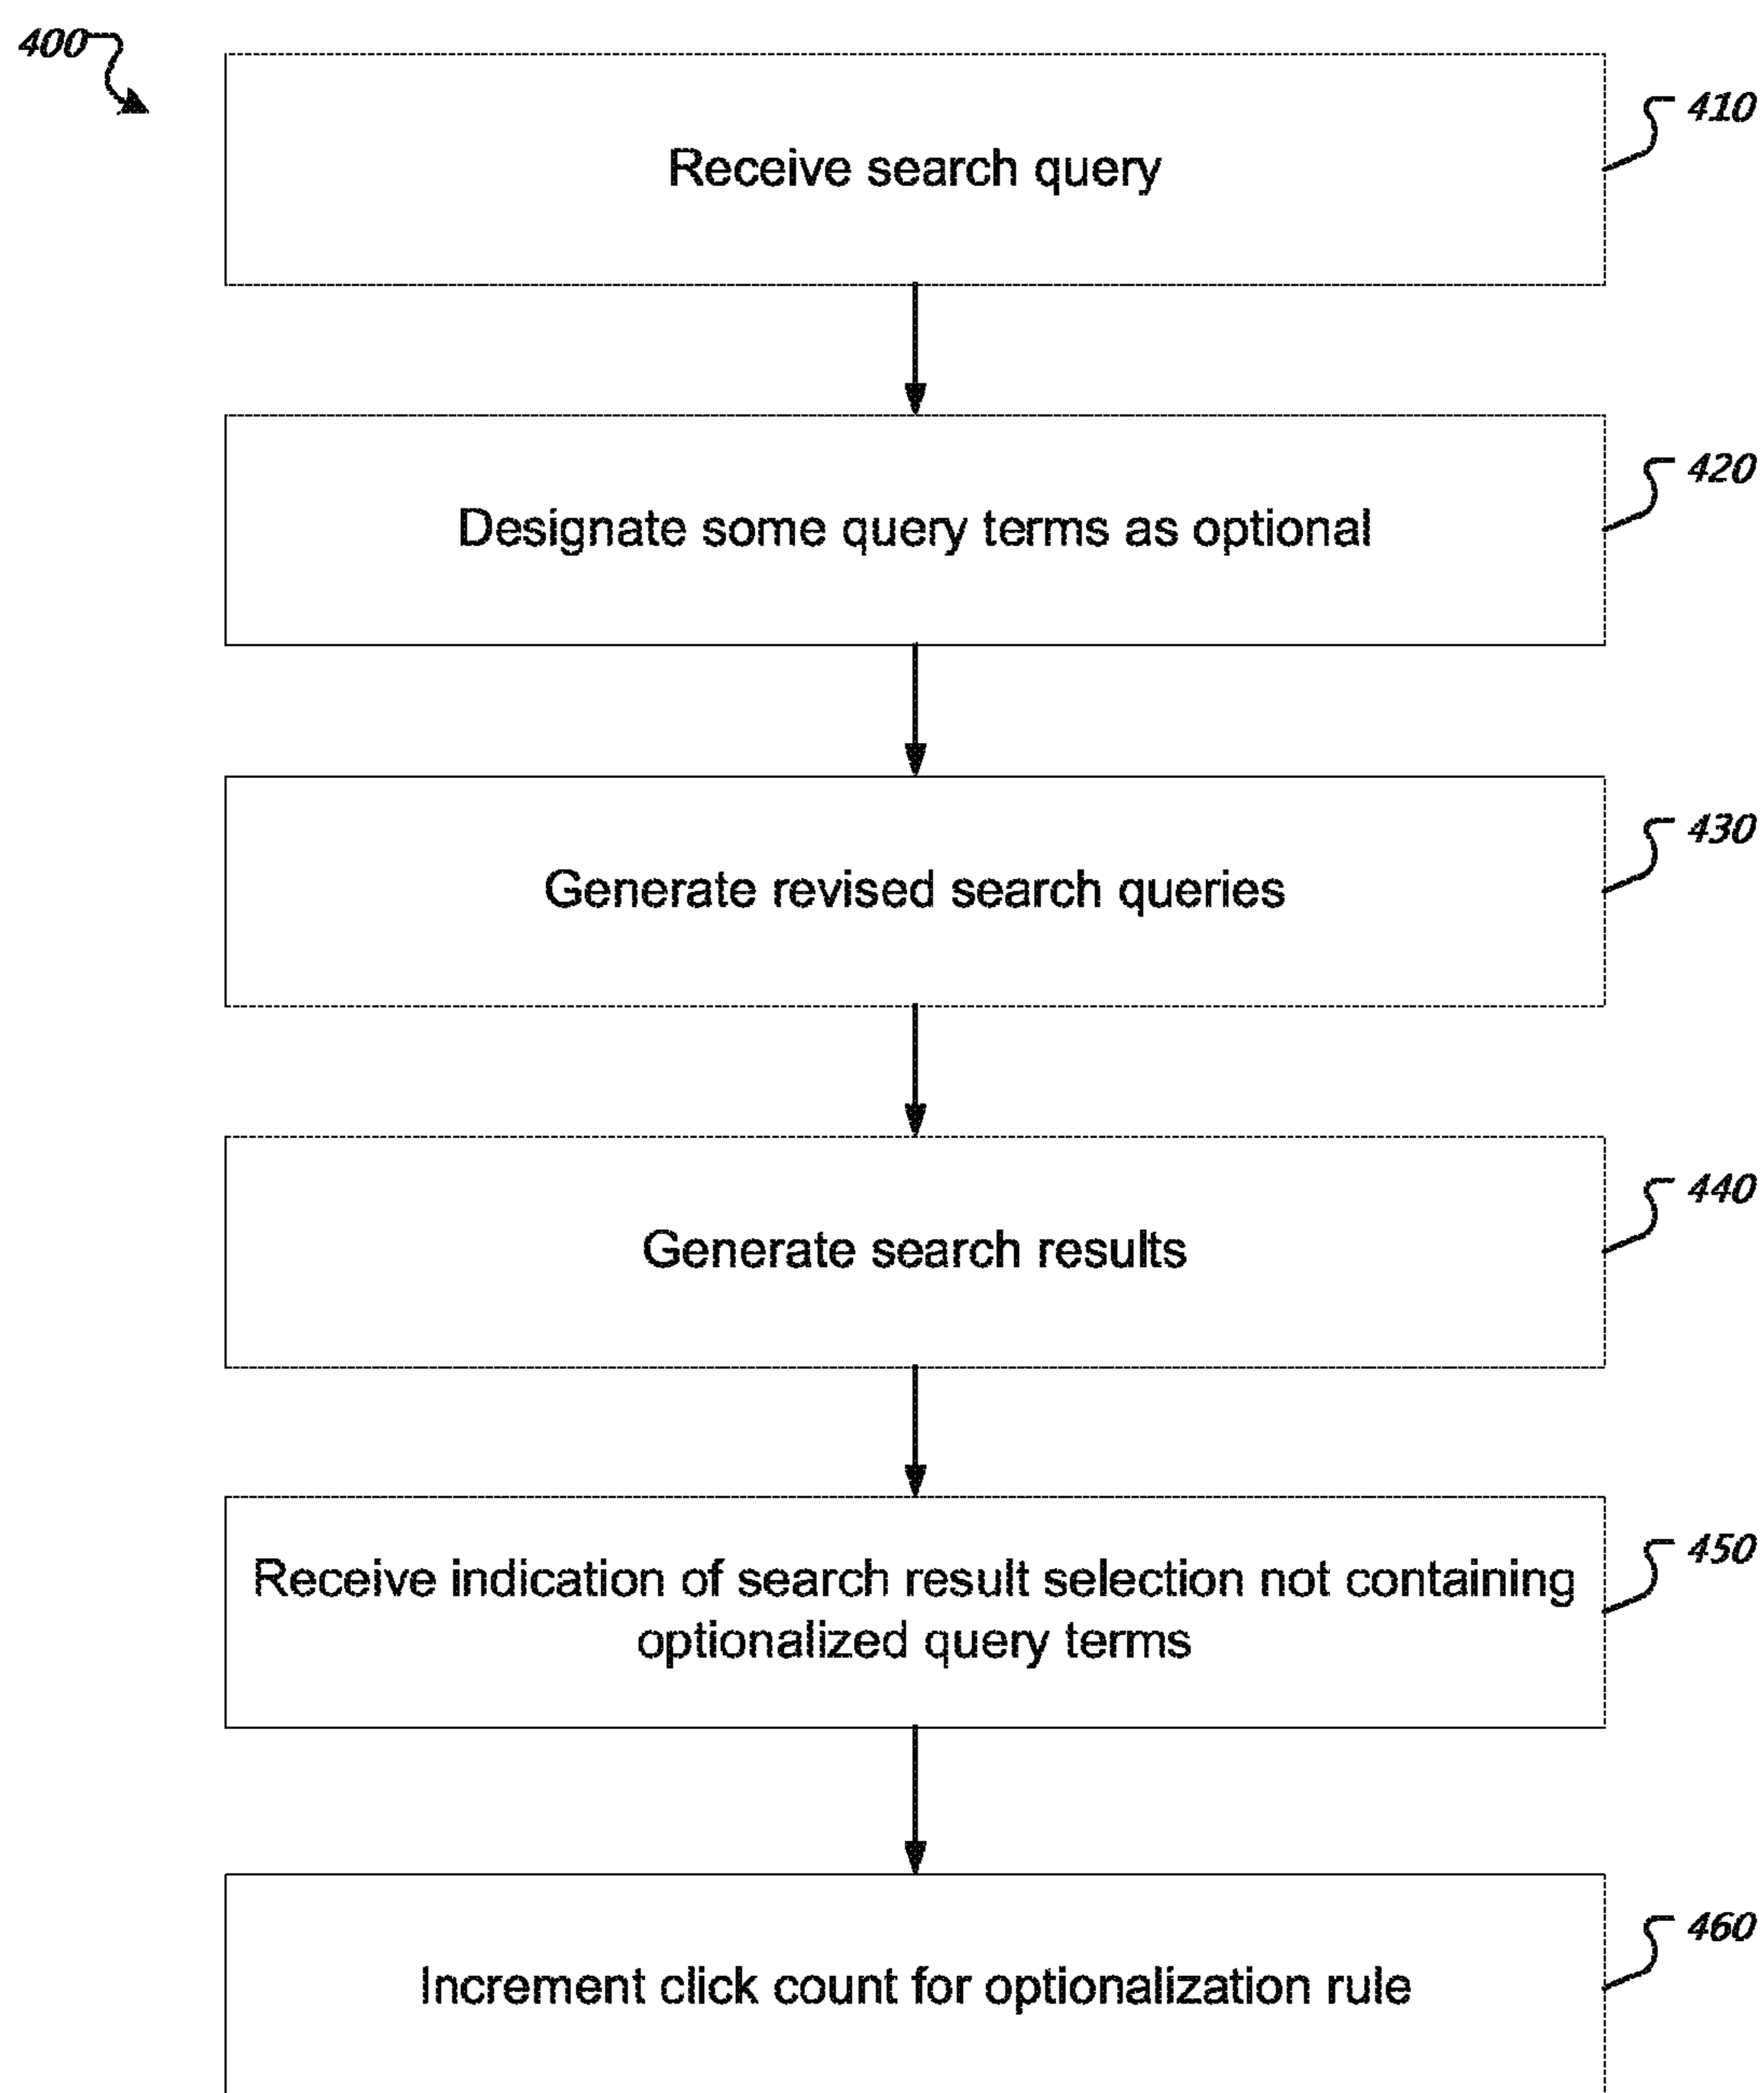 400
Receive search query
410
Designate some query terms as optional
420
Generate revised search queries
430
Generate search results
440
Receive indication of search result selection not containing
optionalized query terms
450
Increment click count for optionalization rule
460